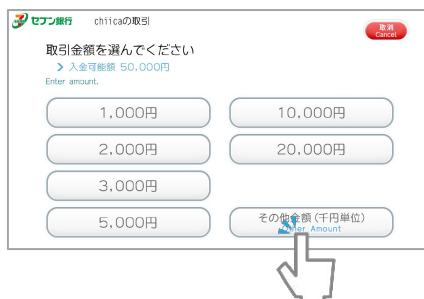 セブン銀行 chiicaの取引
取消
Cancel
取引金額を選んでください
入金可能額 50,000円
Enter amount.
1,000円
10,000円
2,000円
20,000円
3,000円
5,000円
その他金額(千円単位)
Other Amount